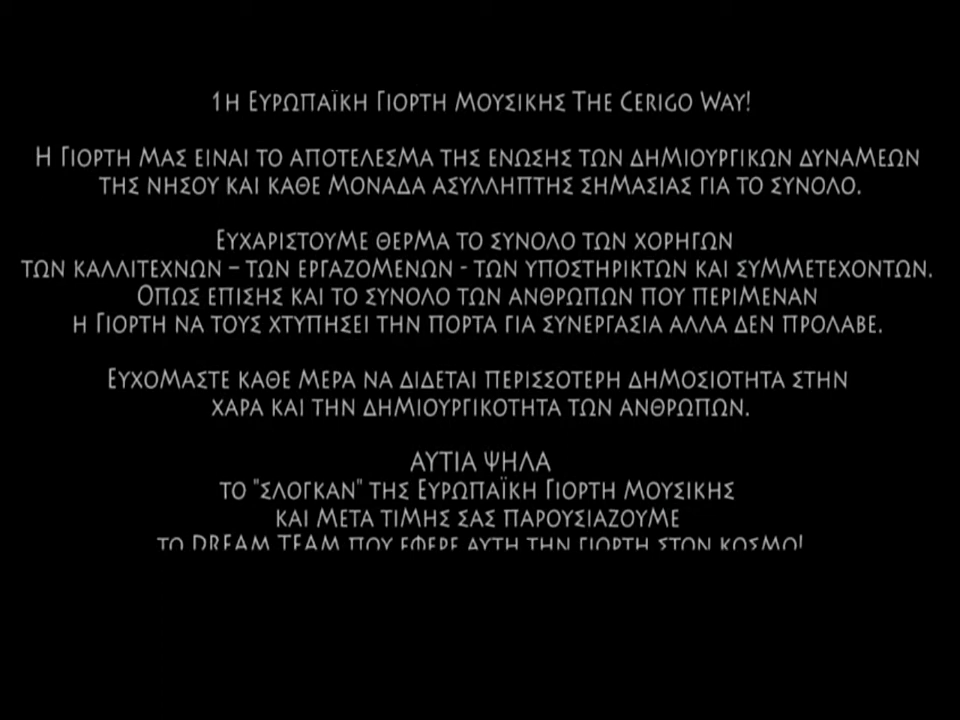 1η Ευρωπαϊκη Γιορτη μουσικης The Cerigo Way!
Η Γιορτη μας ειναι το αποτελεσμα της ενωσης των δημιουργικων δυναμεων
της νησου και καθε μοναδα ασυλληπτης σημασιας για το συνολο.
Ευχαριστουμε θερμα το συνολο των χορηγων
των καλλιτεχνων – των εργαζομενων - των υποστηρικτων και συμμετεχοντων.
Οπως επισης και το συνολο των ανθρωπων που περιμεναν
η Γιορτη να τους χτυπησει την πορτα για συνεργασια αλλα δεν προλαβε.
Ευχομαστε καθε μερα να διδεται περισσοτερη δημοσιοτητα στην
χαρα και την δημιουργικοτητα των ανθρωπων.
ΑΥΤΙΑ ΨΗΛΑ
το "σλογκαν" της Ευρωπαϊκη Γιορτη μουσικης
και μετα τιμης σας παρουσιαζουμε
το DREAM TEAM που εφερε αυτη την γιορτη στον κοσμο!